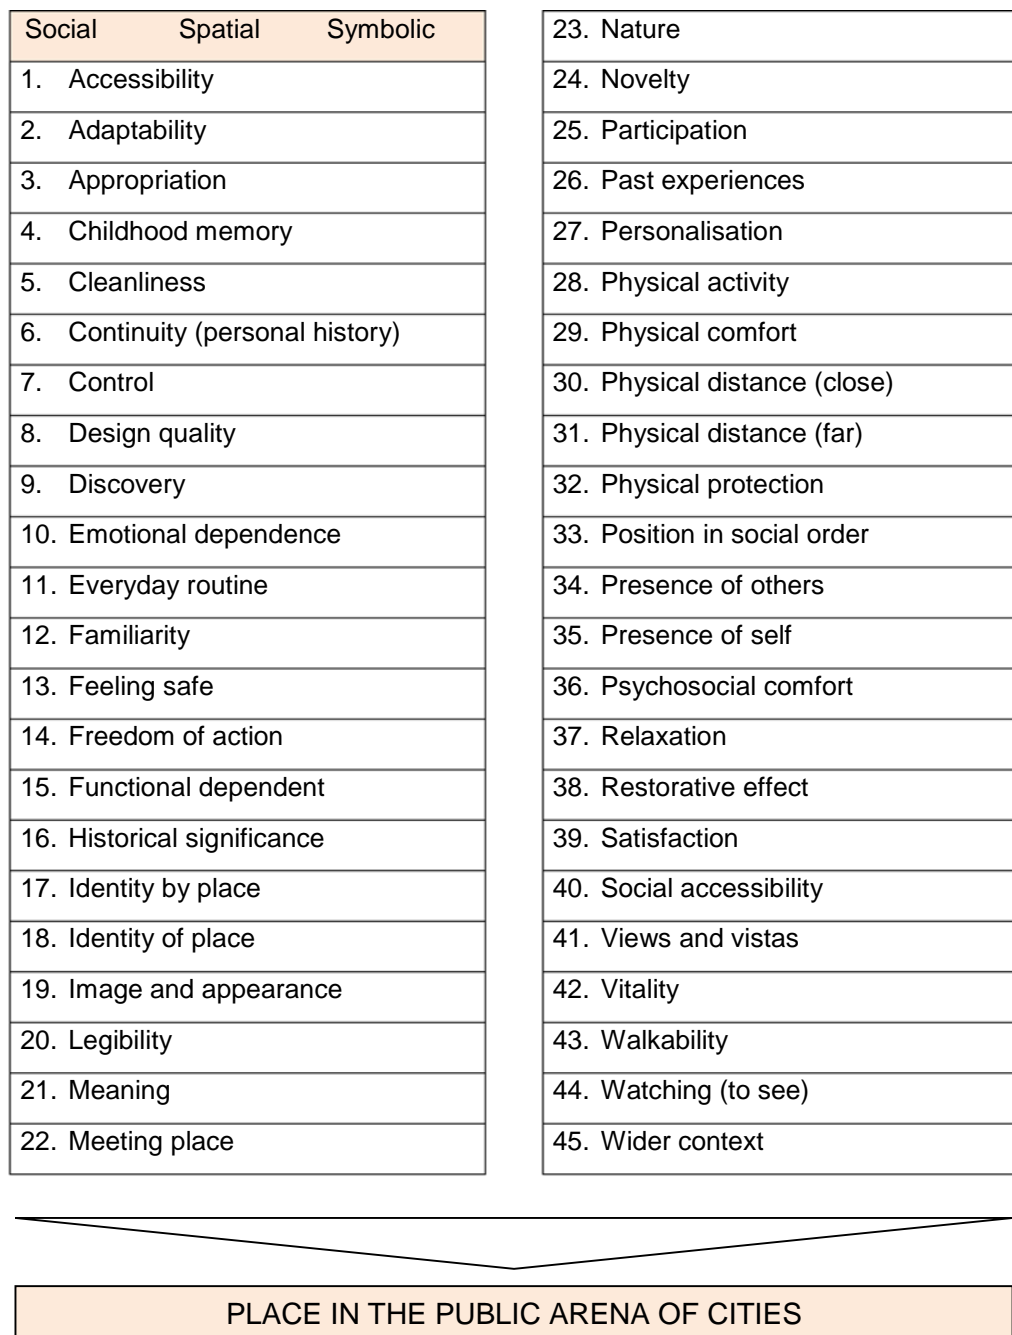 Social Spatial Symbolic
1. Accessibility
2. Adaptability
3. Appropriation
4. Childhood memory
5. Cleanliness
6. Continuity (personal history)
7. Control
8. Design quality
9. Discovery
10. Emotional dependence
11. Everyday routine
12. Familiarity
13. Feeling safe
14. Freedom of action
15. Functional dependent
16. Historical significance
17. Identity by place
18. Identity of place
19. Image and appearance
20. Legibility
21. Meaning
22. Meeting place
23. Nature
24. Novelty
25. Participation
26. Past experiences
27. Personalisation
28. Physical activity
29. Physical comfort
30. Physical distance (close)
31. Physical distance (far)
32. Physical protection
33. Position in social order
34. Presence of others
35. Presence of self
36. Psychosocial comfort
37. Relaxation
38. Restorative effect
39. Satisfaction
40. Social accessibility
41. Views and vistas
42. Vitality
43. Walkability
44. Watching (to see)
45. Wider context
PLACE IN THE PUBLIC ARENA OF CITIES